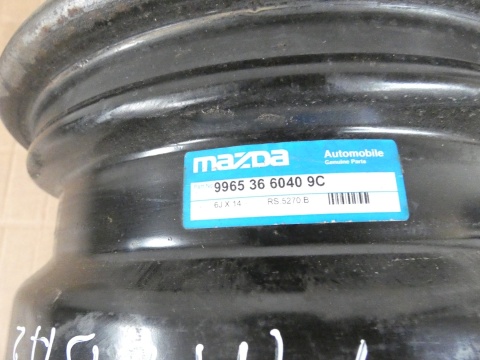 mazda
Automobile
Genuine Parts
9965 36 6040 9C
6J X 14 RS.5270.B